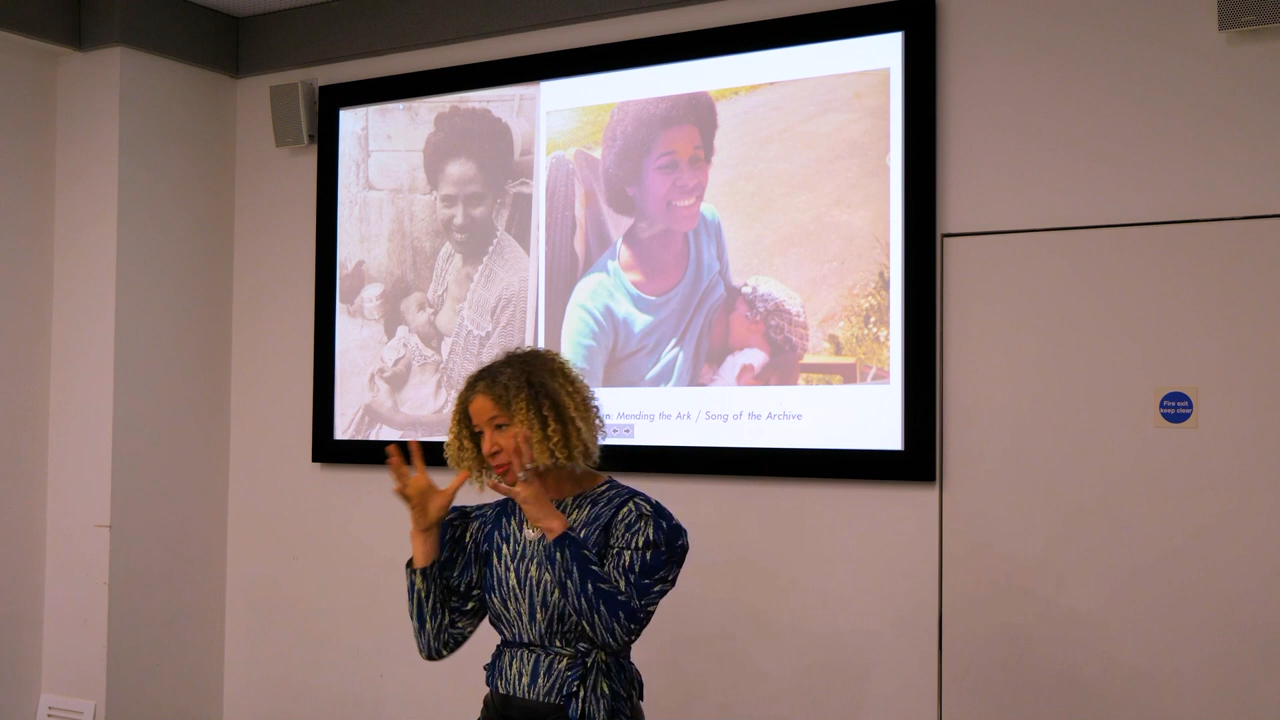 : Mending the Ark / Song of the Archive
Fire exit
keep clear